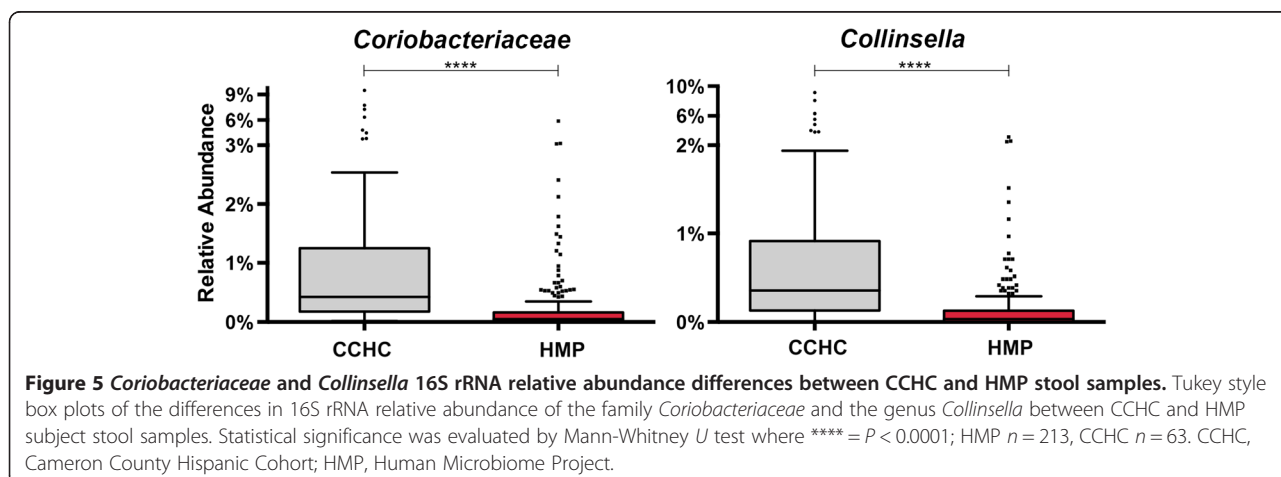 Coriobacteriaceae
Collinsella
****
****
Relative Abundance
9%
6%
3%
2%
1%
0%
CCHC
HMP
10%
6%
2%
1%
0%
CCHC
HMP
Figure 5 Coriobacteriaceae and Collinsella 16S rRNA relative abundance differences between CCHC and HMP stool samples. Tukey style
box plots of the differences in 16S rRNA relative abundance of the family Coriobacteriaceae and the genus Collinsella between CCHC and HMP
subject stool samples. Statistical significance was evaluated by Mann-Whitney U test where **** = P < 0.0001; HMP n = 213, CCHC n = 63. CCHC,
Cameron County Hispanic Cohort; HMP, Human Microbiome Project.